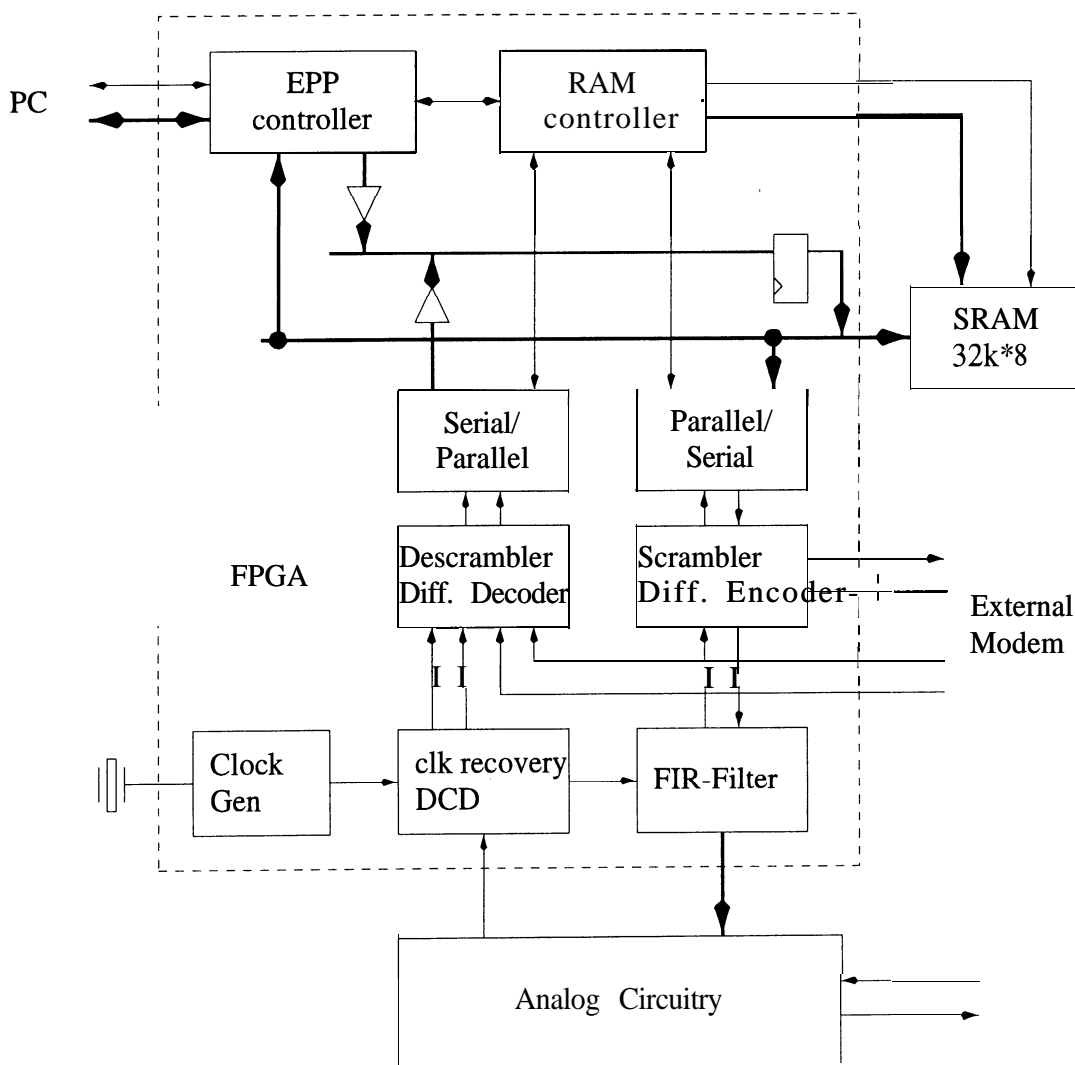 PC
EPP
controller
RAM
controller
SRAM
32k*8
Serial/
Parallel
Parallel/
Serial
FPGA
Descrambler
Diff. Decoder
Scrambler
Diff. Encoder
External
Modem
I I
I I
Clock
Gen
clk recovery
DCD
FIR-Filter
Analog Circuitry